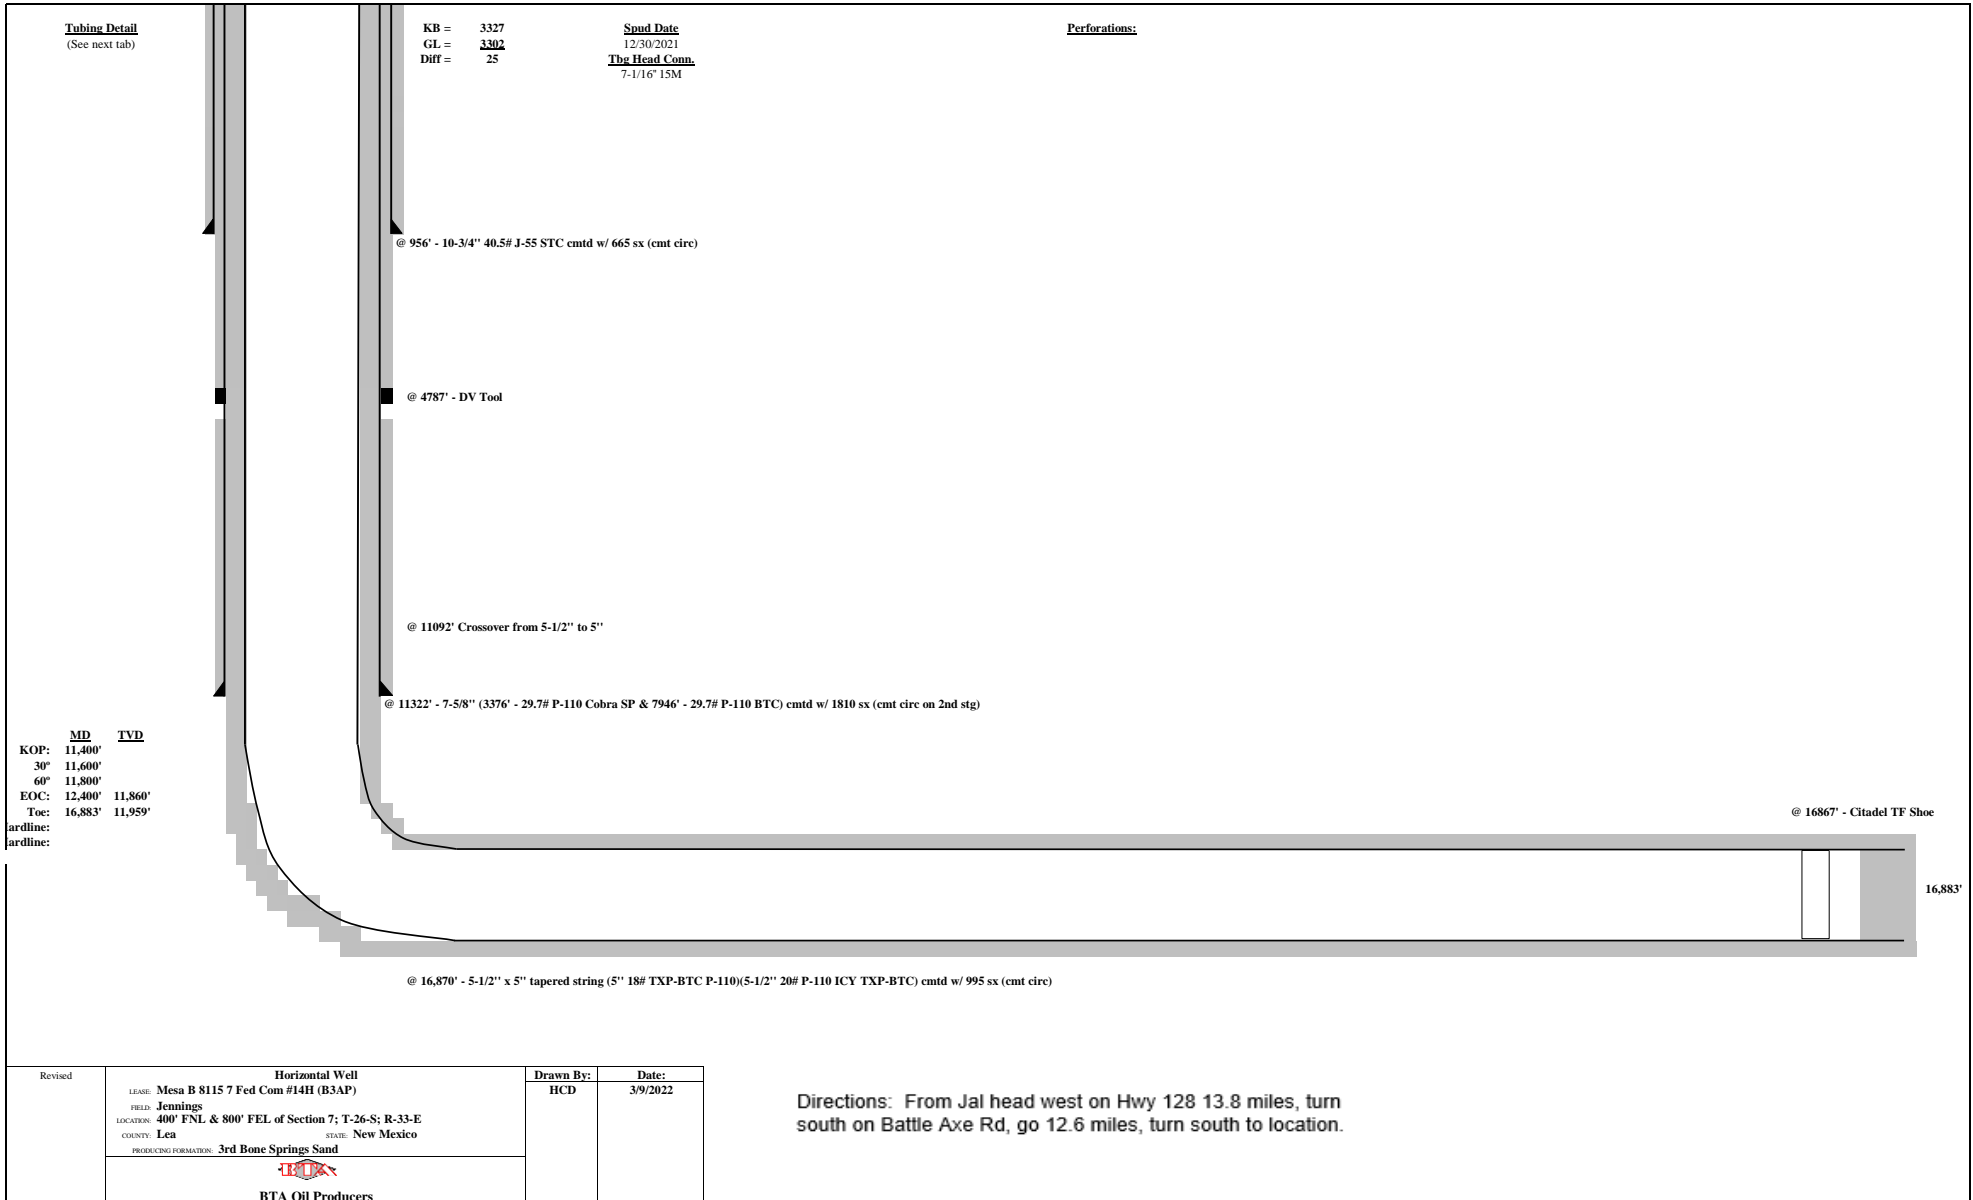 Tubing Detail
(See next tab)
KB = 3327
GL = 3302
Diff = 25
Spud Date
12/30/2021
Tbg Head Conn.
7-1/16" 15M
Perforations:
@ 956' - 10-3/4" 40.5# J-55 STC cmtd w/ 665 sx (cmt circ)
@ 4787' - DV Tool
@ 11092' Crossover from 5-1/2" to 5"
@ 11322' - 7-5/8" (3376' - 29.7# P-110 Cobra SP & 7946' - 29.7# P-110 BTC) cmtd w/ 1810 sx (cmt circ on 2nd stg)
MD TVD
KOP: 11,400'
30° 11,600'
60° 11,800'
EOC: 12,400' 11,860'
Toe: 16,883' 11,959'
ardline:
ardline:
@ 16867' - Citadel TF Shoe
16,883'
@ 16,870' - 5-1/2" x 5" tapered string (5" 18# TXP-BTC P-110)(5-1/2" 20# P-110 ICY TXP-BTC) cmtd w/ 995 sx (cmt circ)
Revised
Horizontal Well
LEASE: Mesa B 8115 7 Fed Com #14H (B3AP)
FIELD: Jennings
LOCATION: 400' FNL & 800' FEL of Section 7; T-26-S; R-33-E
COUNTY: Lea STATE: New Mexico
PRODUCING FORMATION: 3rd Bone Springs Sand
BTA
BTA Oil Producers
Drawn By: Date:
HCD 3/9/2022
Directions: From Jal head west on Hwy 128 13.8 miles, turn
south on Battle Axe Rd, go 12.6 miles, turn south to location.